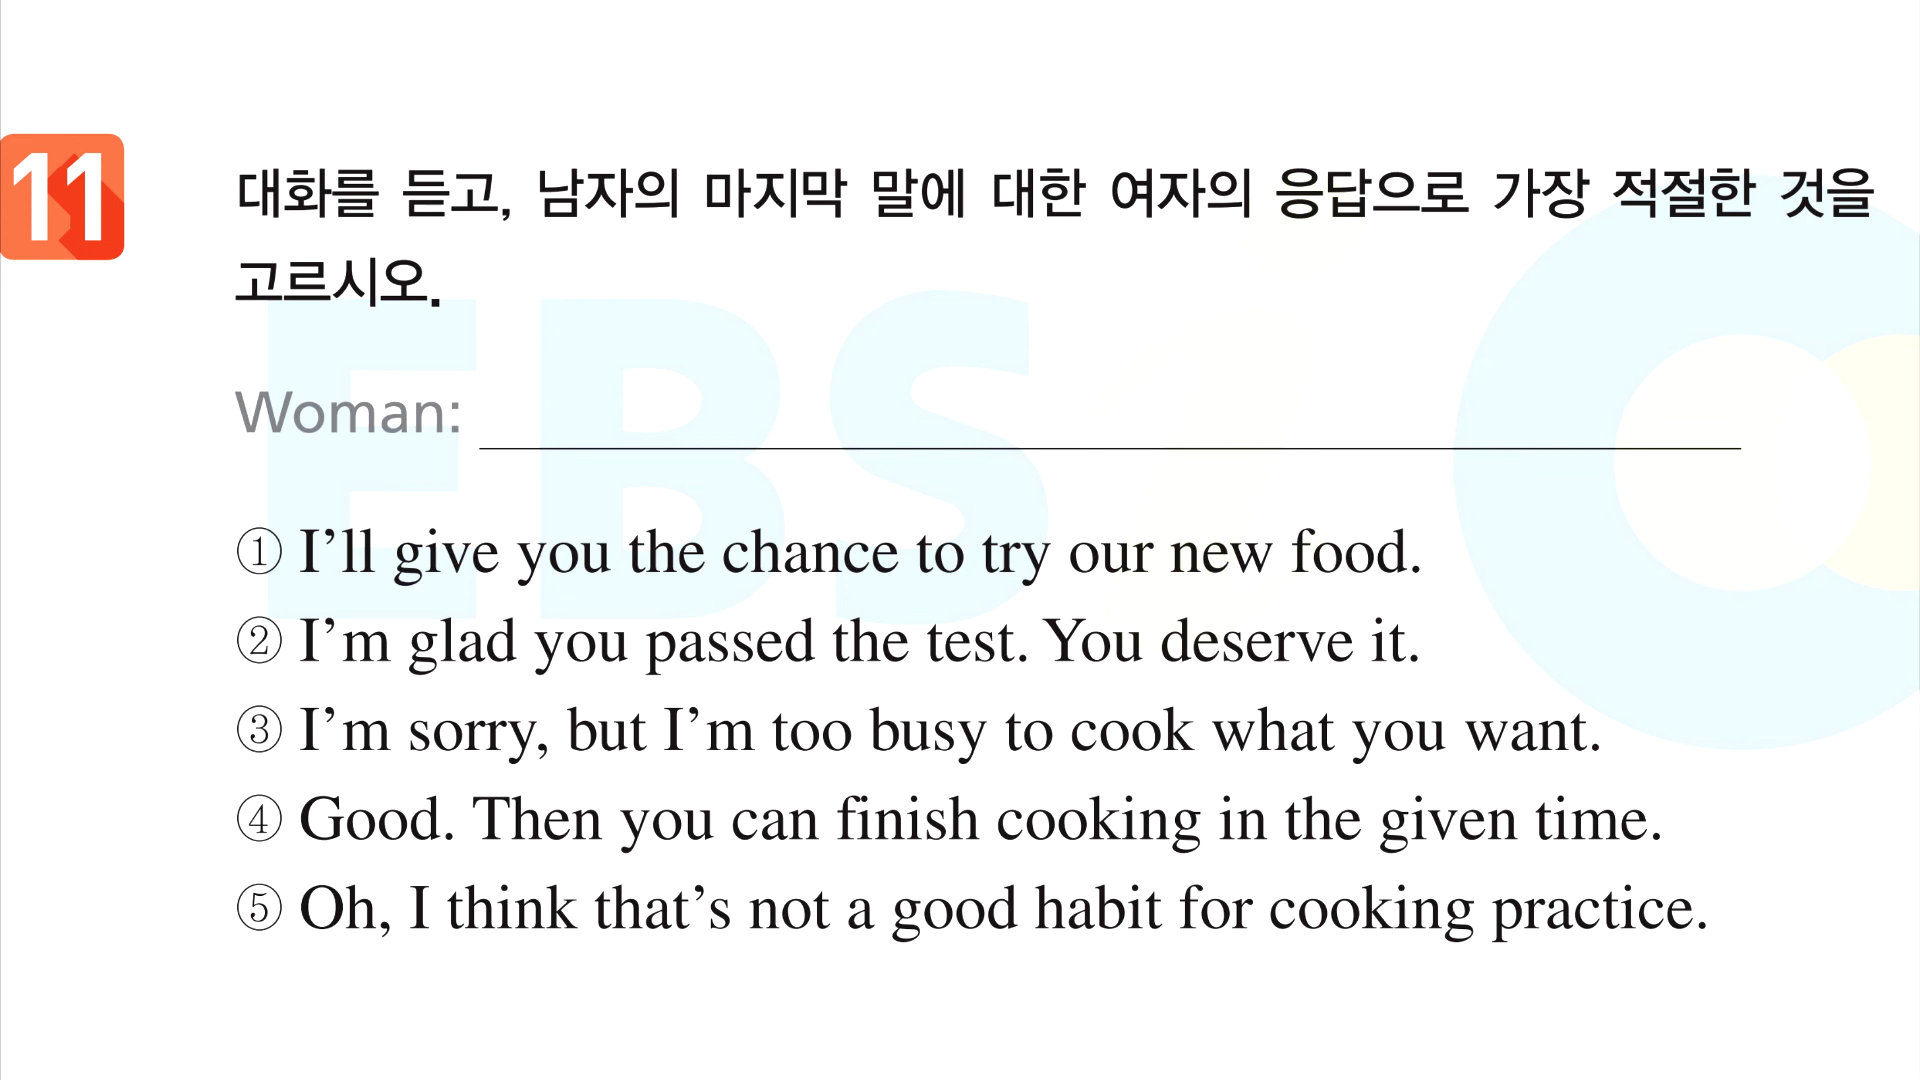 11
대화를 듣고, 남자의 마지막 말에 대한 여자의 응답으로 가장 적절한 것을
고르시오.
EBS
Woman:
① I’ll give you the chance to try our new food.
② I’m glad you passed the test. You deserve it.
③ I’m sorry, but I’m too busy to cook what you want.
④ Good. Then you can finish cooking in the given time.
⑤ Oh, I think that’s not a good habit for cooking practice.